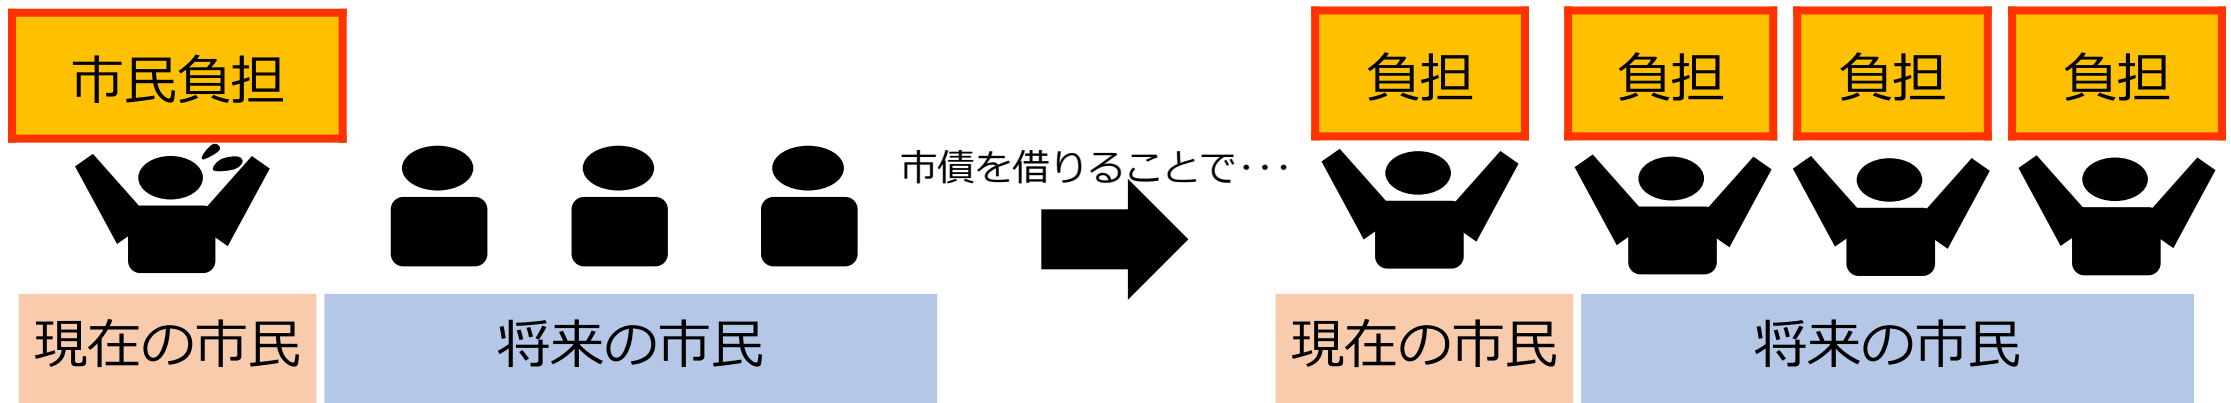 市民負担
現在の市民
将来の市民
市債を借りることで･･･
負担
負担
負担
負担
現在の市民
将来の市民